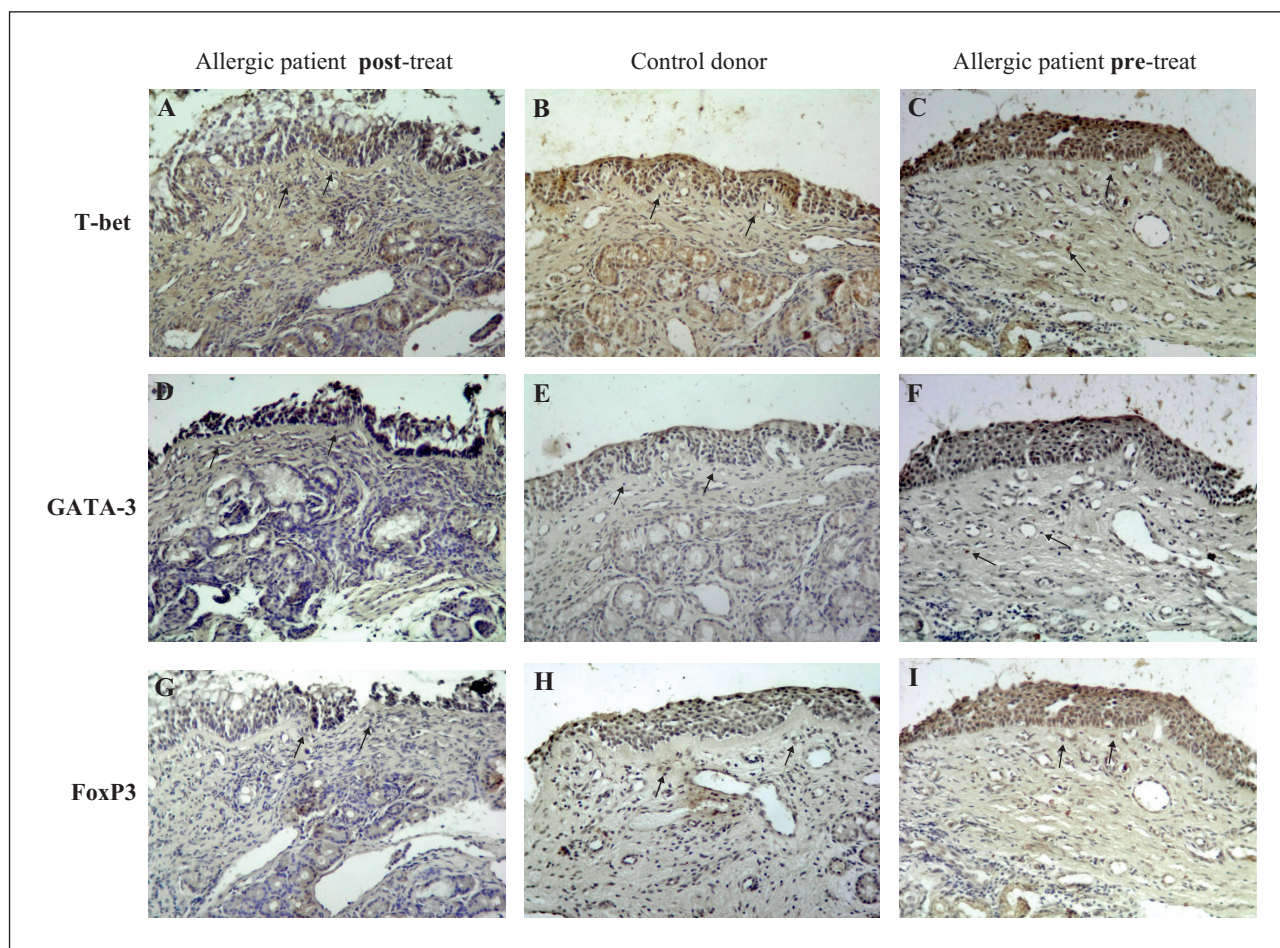 Allergic patient post-treat Control donor Allergic patient pre-treat
A B C
T-bet
D E F
GATA-3
G H I
FoxP3